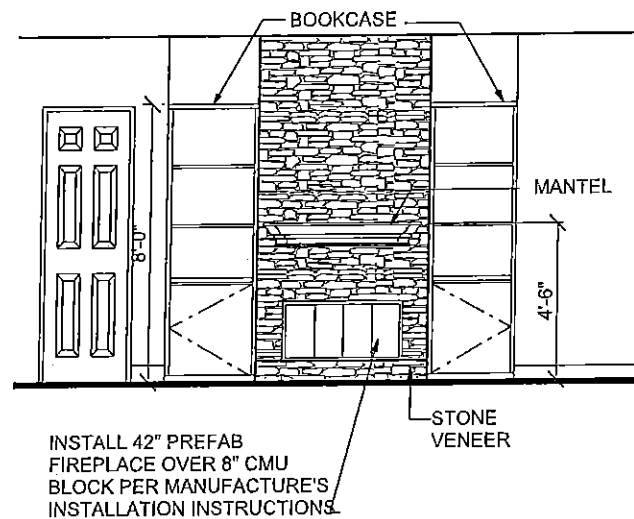 BOOKCASE
MANTEL
8'-0"
4'-6"
STONE
VENEER
INSTALL 42" PREFAB
FIREPLACE OVER 8" CMU
BLOCK PER MANUFACTURE'S
INSTALLATION INSTRUCTIONS